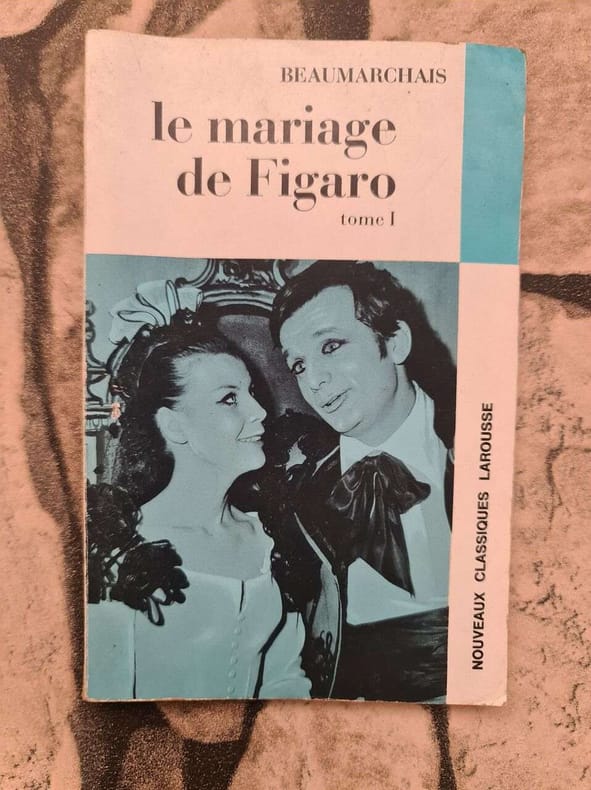 BEAUMARCHAIS
le mariage
de Figaro
tome I
NOUVEAUX CLASSIQUES LAROUSSE